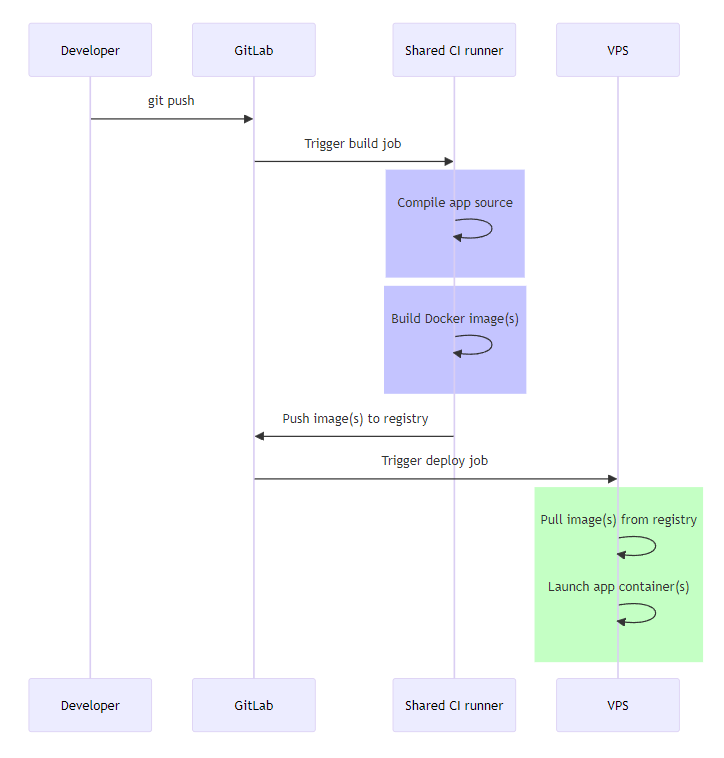 Developer
GitLab
Shared CI runner
VPS
git push
Trigger build job
Compile app source
Build Docker image(s)
Push image(s) to registry
Trigger deploy job
Pull image(s) from registry
Launch app container(s)
Developer
GitLab
Shared CI runner
VPS